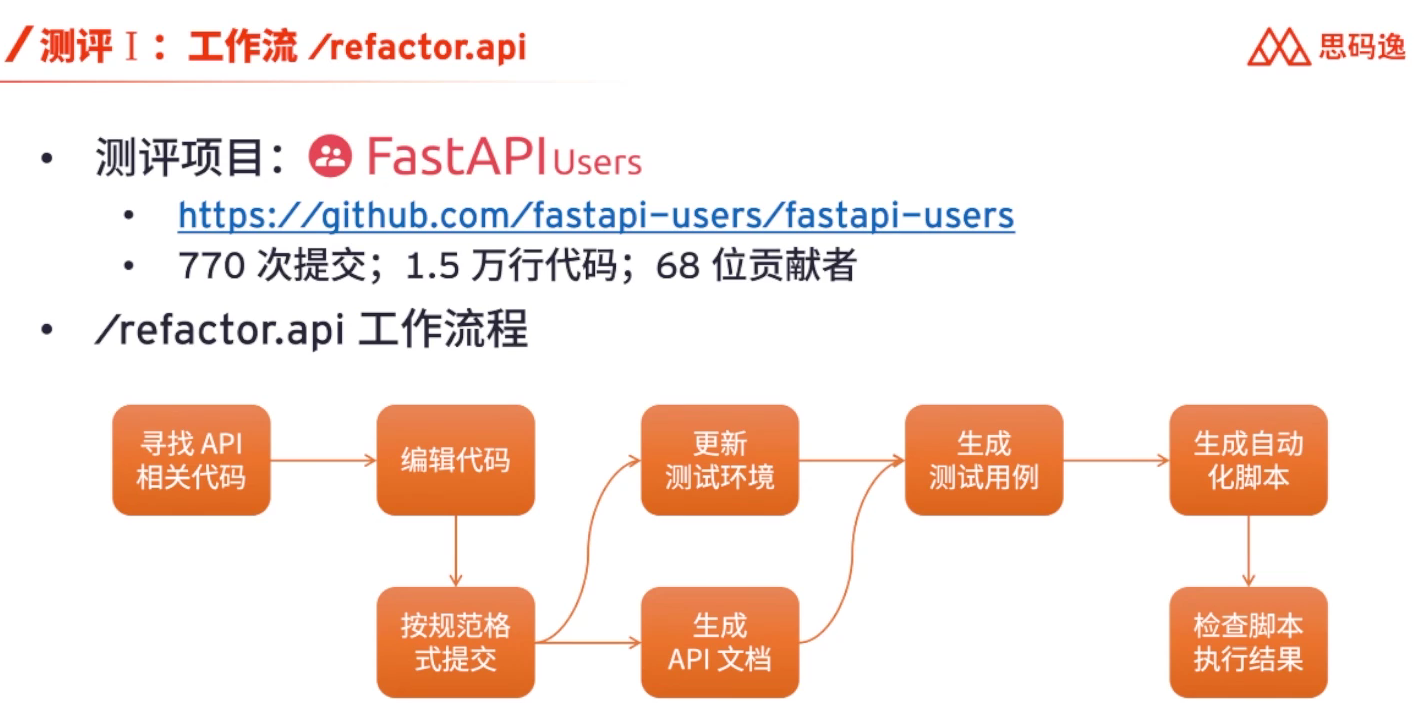 测评Ⅰ：工作流 /refactor.api
思码逸
测评项目：FastAPI Users
https://github.com/fastapi-users/fastapi-users
770 次提交；1.5 万行代码；68 位贡献者
/refactor.api 工作流程
寻找 API
相关代码
编辑代码
更新
测试环境
生成
测试用例
生成自动
化脚本
按规范格
式提交
生成
API 文档
检查脚本
执行结果